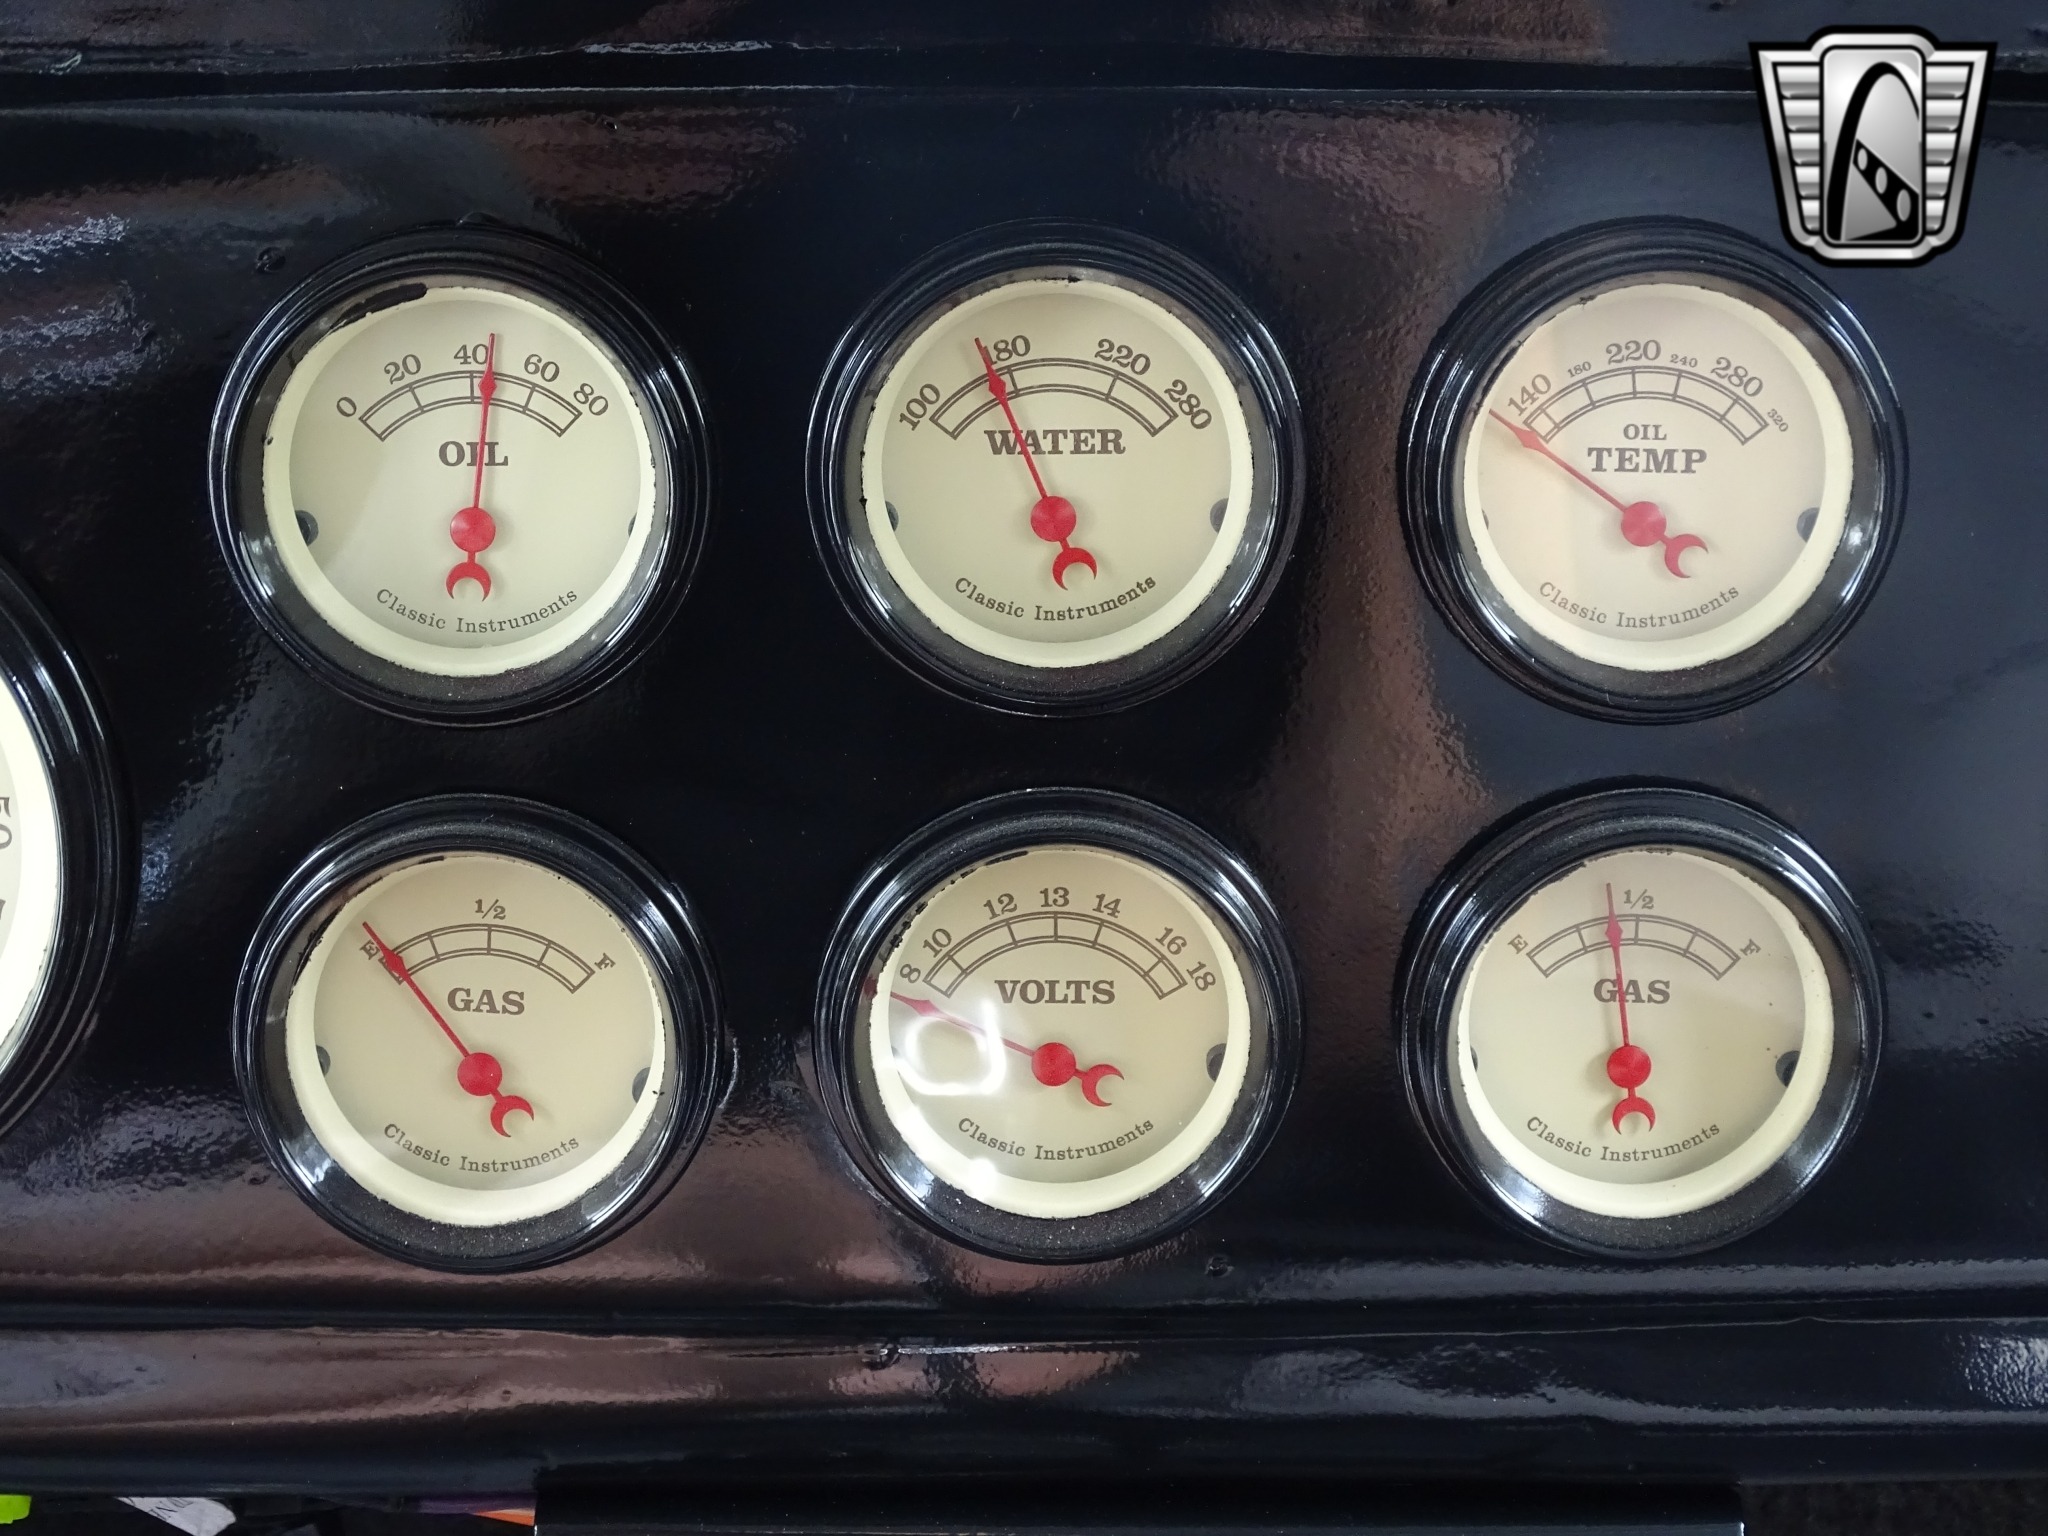 0 20 40 60 80
OIL
Classic Instruments
100 180 220 280
WATER
Classic Instruments
140 180 220 240 280 320
OIL
TEMP
Classic Instruments
E 1/2 F
GAS
Classic Instruments
8 10 12 13 14 16 18
VOLTS
Classic Instruments
E 1/2 F
GAS
Classic Instruments